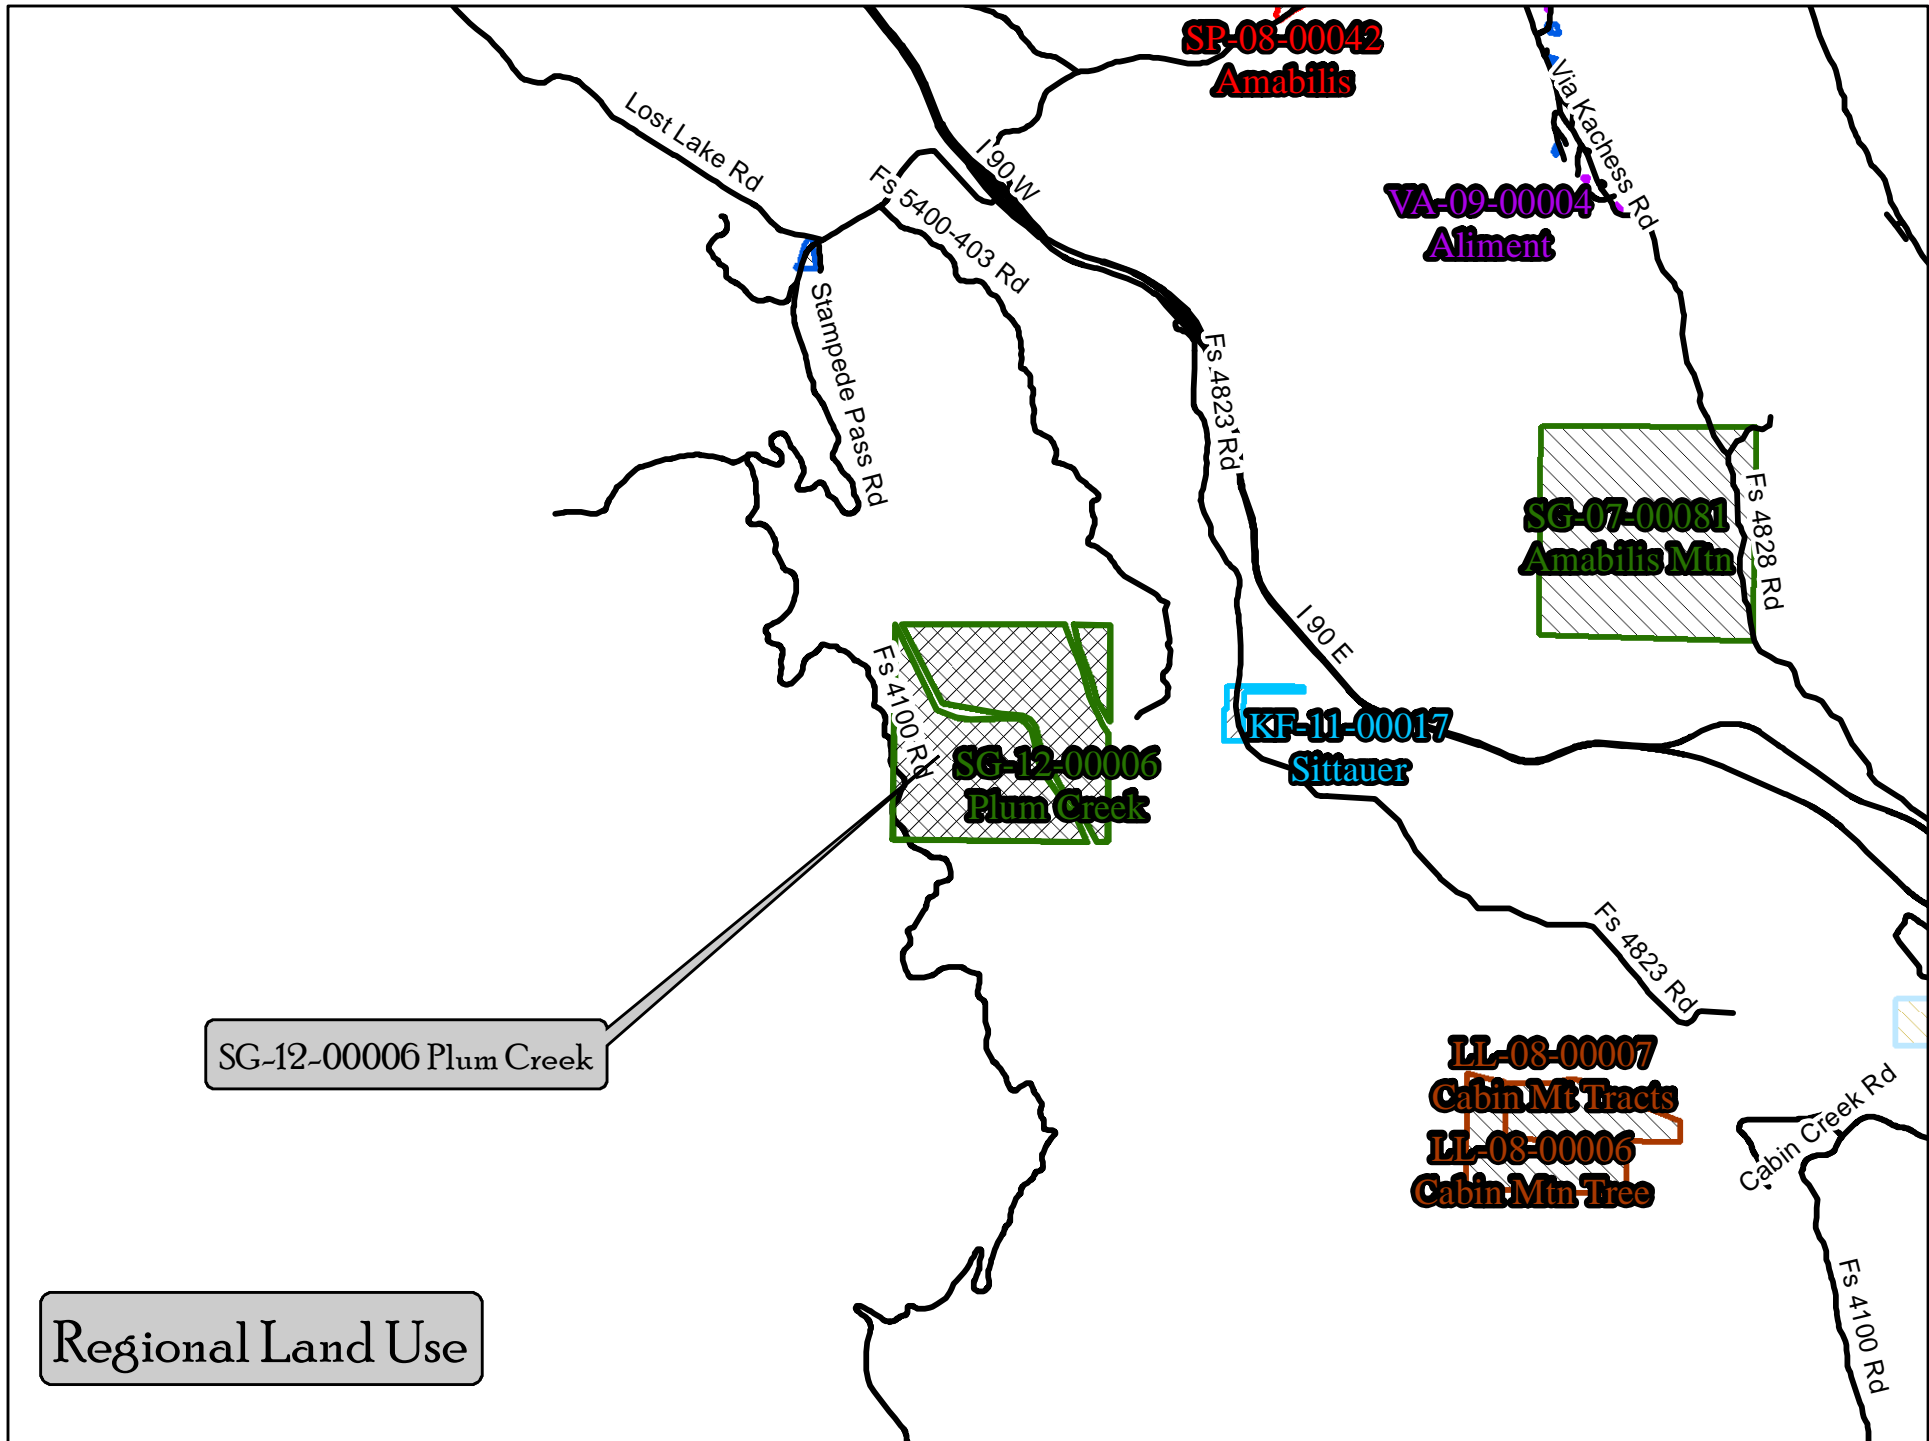 SP-08-00042
Amabilis
Via Kachess Rd
Lost Lake Rd
I 90 W
Fs 5400-403 Rd
VA-09-00004
Aliment
Stampede Pass Rd
Fs 4823 Rd
SG-07-00081
Amabilis Mtn
Fs 4828 Rd
I 90 E
Fs 4100 Rd
KF-11-00017
Sittauer
SG-12-00006
Plum Creek
Fs 4823 Rd
SG-12-00006 Plum Creek
LL-08-00007
Cabin Mt Tracts
LL-08-00006
Cabin Mtn Tree
Cabin Creek Rd
Fs 4100 Rd
Regional Land Use